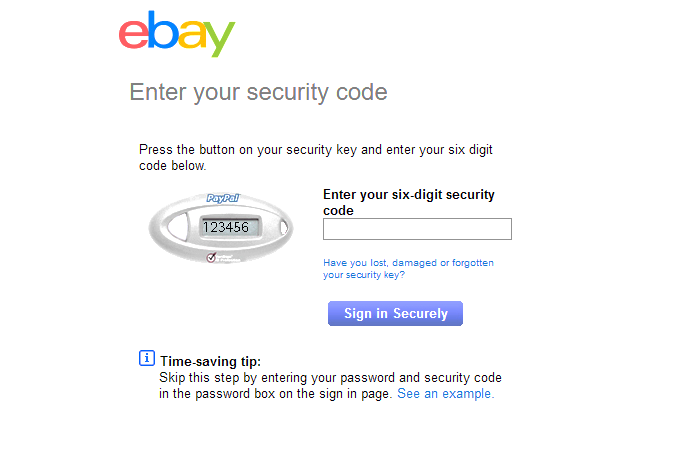 ebay
Enter your security code
Press the button on your security key and enter your six digit
code below.
PayPal
123456
Enter your six-digit security
code
Have you lost, damaged or forgotten
your security key?
Sign in Securely
i Time-saving tip:
Skip this step by entering your password and security code
in the password box on the sign in page. See an example.